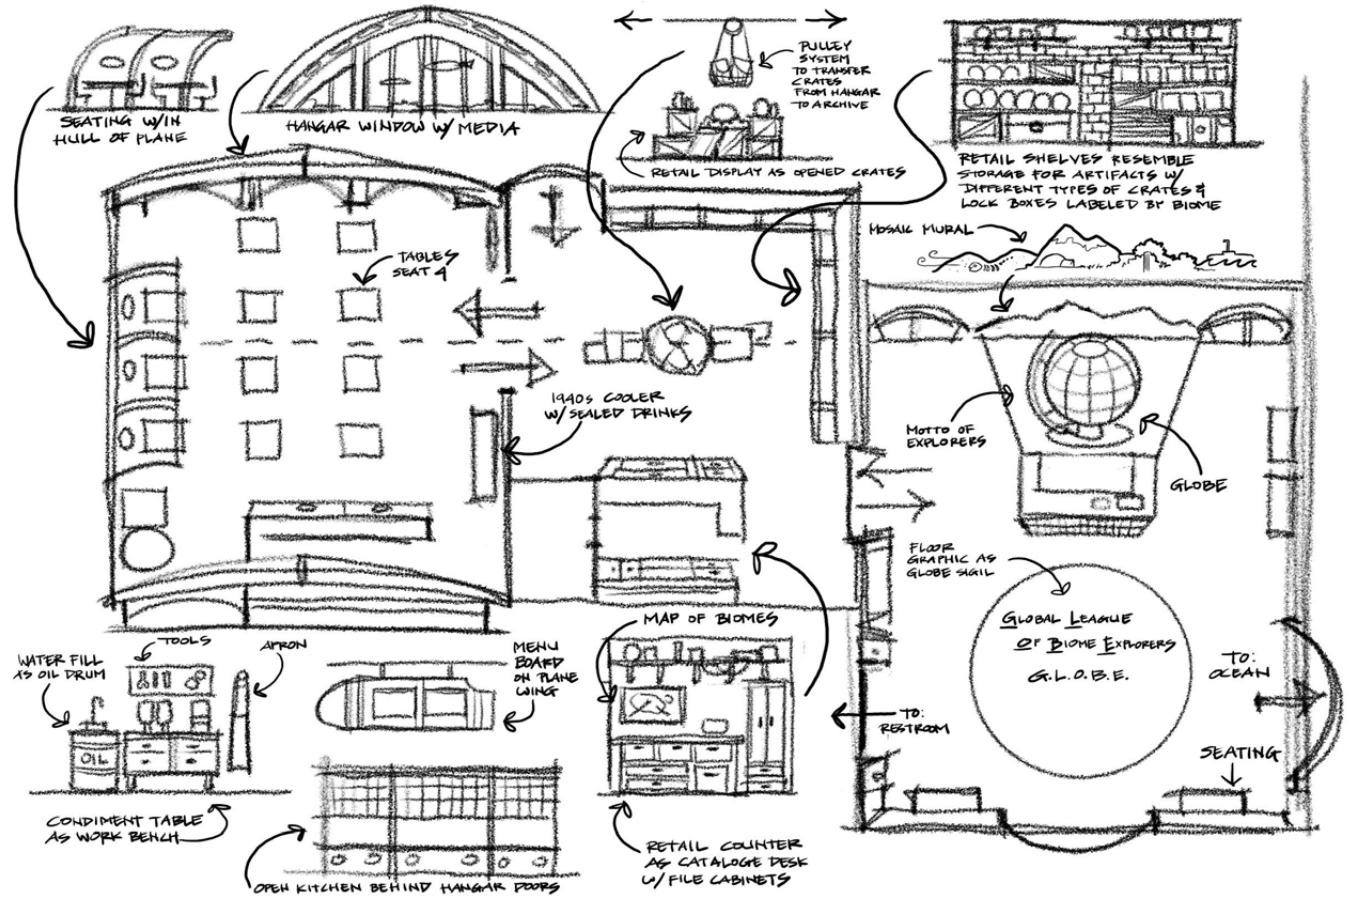 SEATING W/IN
HULL OF PLANE
HANGAR WINDOW W/ MEDIA
PULLEY
SYSTEM
TO TRANSFER
CRATES
FROM HANGAR
TO ARCHIVE
RETAIL DISPLAY AS OPENED CRATES
RETAIL SHELVES RESEMBLE
STORAGE FOR ARTIFACTS W/
DIFFERENT TYPES OF CRATES &
LOCK BOXES LABELED BY BIOME
MOSAIC MURAL
TABLES
SEAT 4
1940s COOLER
W/ SEALED DRINKS
MOTTO OF
EXPLORERS
GLOBE
FLOOR
GRAPHIC AS
GLOBE SIGIL
GLOBAL LEAGUE
OF BIOME EXPLORERS
G.L.O.B.E.
TO:
OCEAN
SEATING
TO:
RESTROOM
MAP OF BIOMES
TOOLS
APRON
WATER FILL
AS OIL DRUM
OIL
CONDIMENT TABLE
AS WORK BENCH
MENU
BOARD
ON PLANE
WING
OPEN KITCHEN BEHIND HANGAR DOORS
RETAIL COUNTER
AS CATALOGE DESK
W/ FILE CABINETS